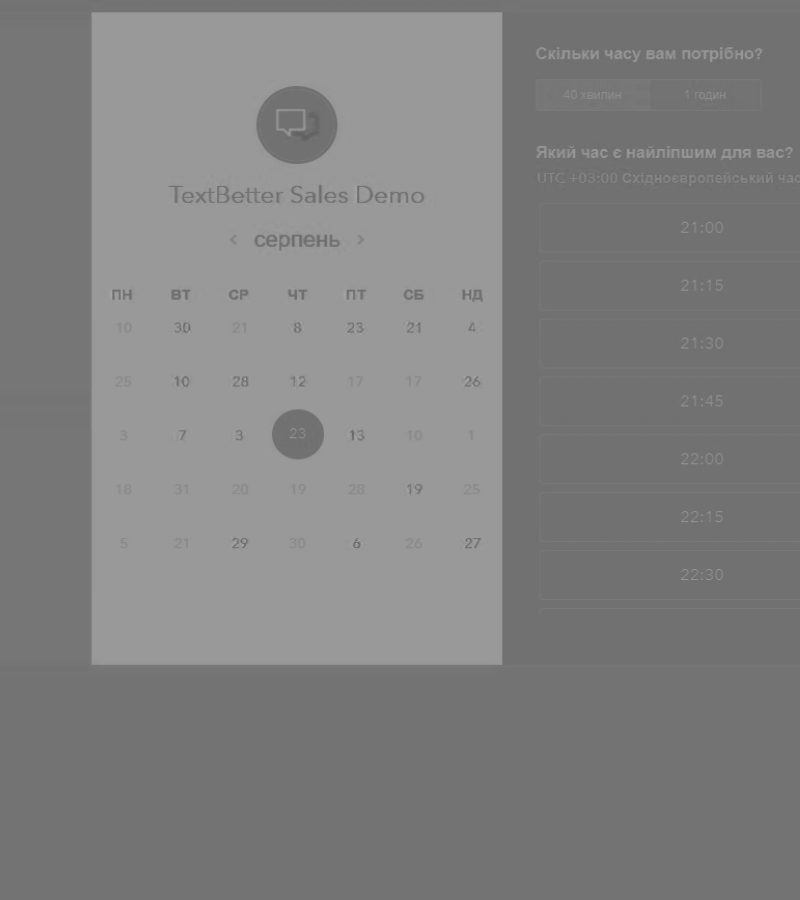 TextBetter Sales Demo
серпень
ПН ВТ СР ЧТ ПТ СБ НД
10 30 21 8 23 21 4
25 10 28 12 17 17 26
3 7 3 23 13 10 1
18 31 20 19 28 19 25
5 21 29 30 6 26 27
Скільки часу вам потрібно?
40 хвилин 1 годин
Який час є найліпшим для вас?
UTC +03:00 Східноєвропейський час
21:00
21:15
21:30
21:45
22:00
22:15
22:30